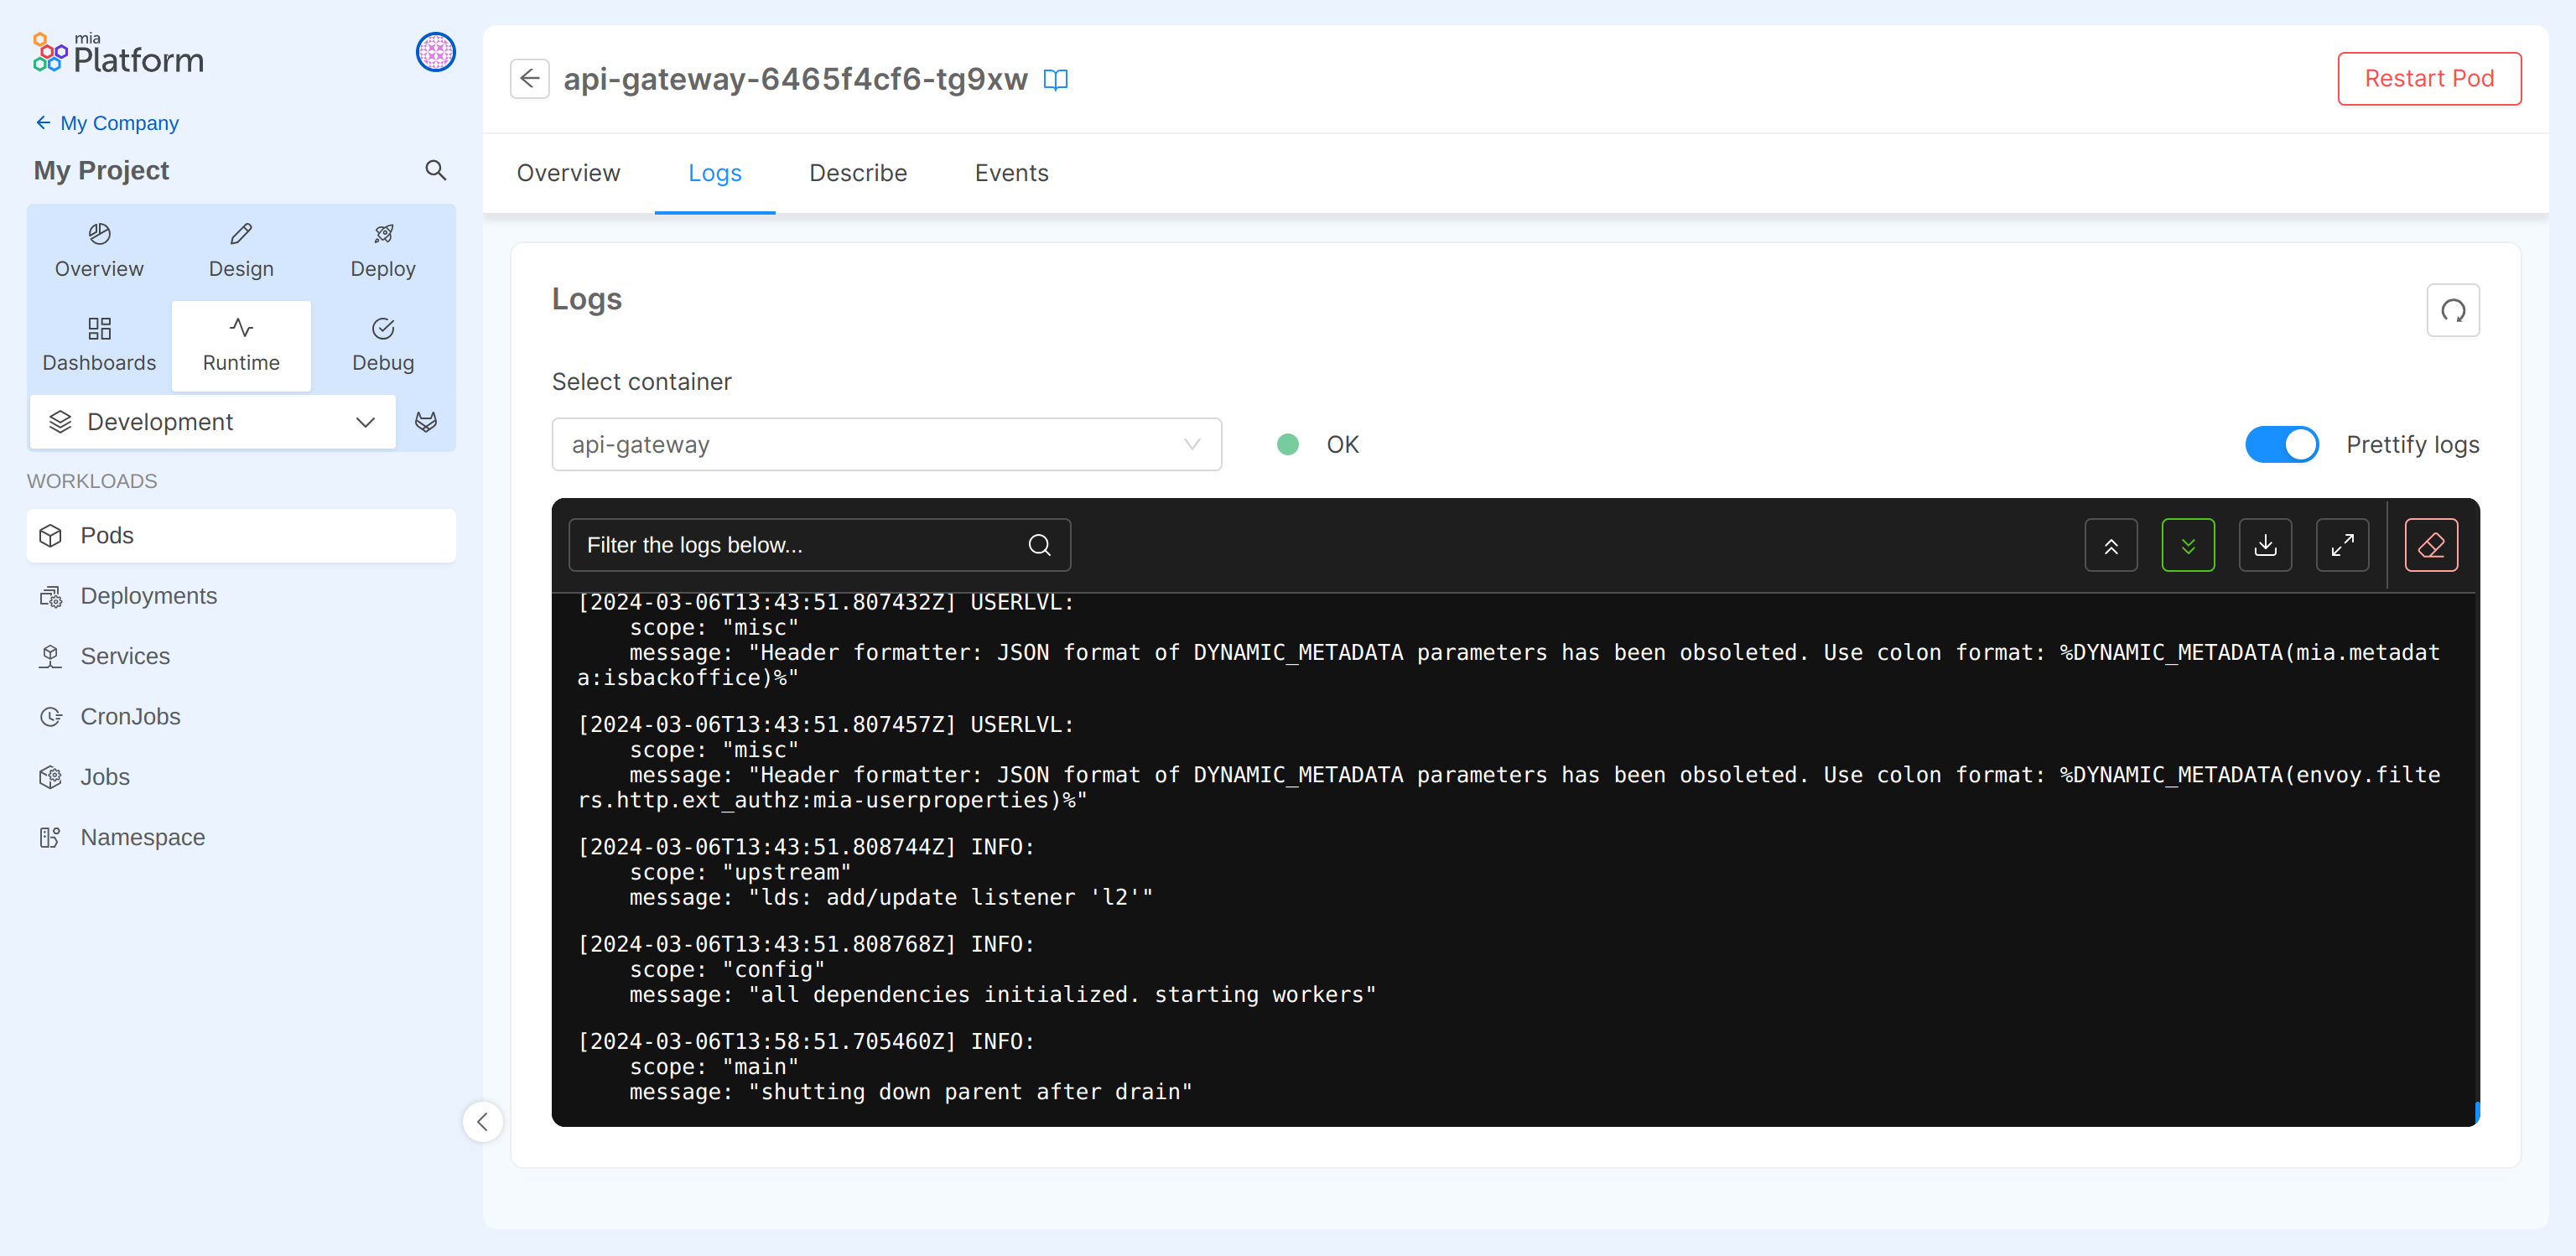 mia
Platform
My Company
My Project
Overview
Design
Deploy
Dashboards
Runtime
Debug
Development
WORKLOADS
Pods
Deployments
Services
CronJobs
Jobs
Namespace
api-gateway-6465f4cf6-tg9xw
Restart Pod
Overview
Logs
Describe
Events
Logs
Select container
api-gateway
OK
Prettify logs
Filter the logs below...
[2024-03-06T13:43:51.807432Z] USERLVL:
scope: "misc"
message: "Header formatter: JSON format of DYNAMIC_METADATA parameters has been obsoleted. Use colon format: %DYNAMIC_METADATA(mia.metadat
a:isbackoffice)%"
[2024-03-06T13:43:51.807457Z] USERLVL:
scope: "misc"
message: "Header formatter: JSON format of DYNAMIC_METADATA parameters has been obsoleted. Use colon format: %DYNAMIC_METADATA(envoy.filte
rs.http.ext_authz:mia-userproperties)%"
[2024-03-06T13:43:51.808744Z] INFO:
scope: "upstream"
message: "lds: add/update listener 'l2'"
[2024-03-06T13:43:51.808768Z] INFO:
scope: "config"
message: "all dependencies initialized. starting workers"
[2024-03-06T13:58:51.705460Z] INFO:
scope: "main"
message: "shutting down parent after drain"